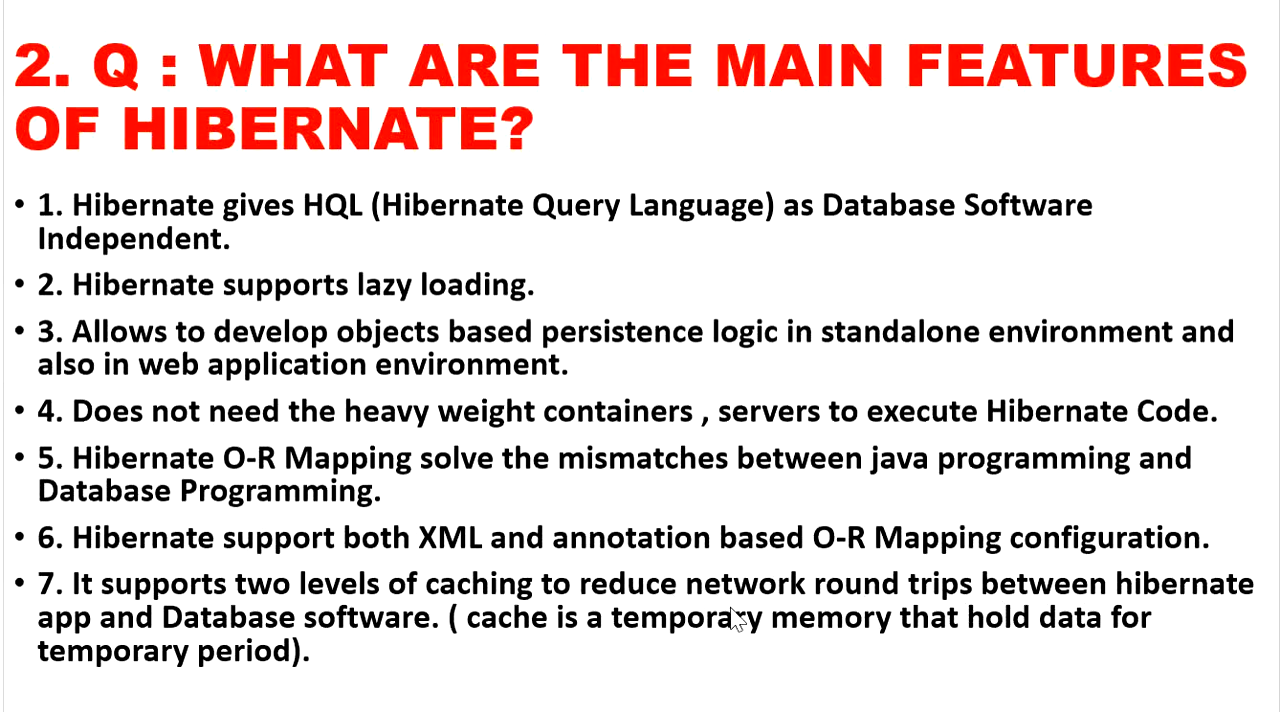 2. Q : WHAT ARE THE MAIN FEATURES
OF HIBERNATE?
• 1. Hibernate gives HQL (Hibernate Query Language) as Database Software
Independent.
• 2. Hibernate supports lazy loading.
• 3. Allows to develop objects based persistence logic in standalone environment and
also in web application environment.
• 4. Does not need the heavy weight containers , servers to execute Hibernate Code.
• 5. Hibernate O-R Mapping solve the mismatches between java programming and
Database Programming.
• 6. Hibernate support both XML and annotation based O-R Mapping configuration.
• 7. It supports two levels of caching to reduce network round trips between hibernate
app and Database software. ( cache is a temporary memory that hold data for
temporary period).